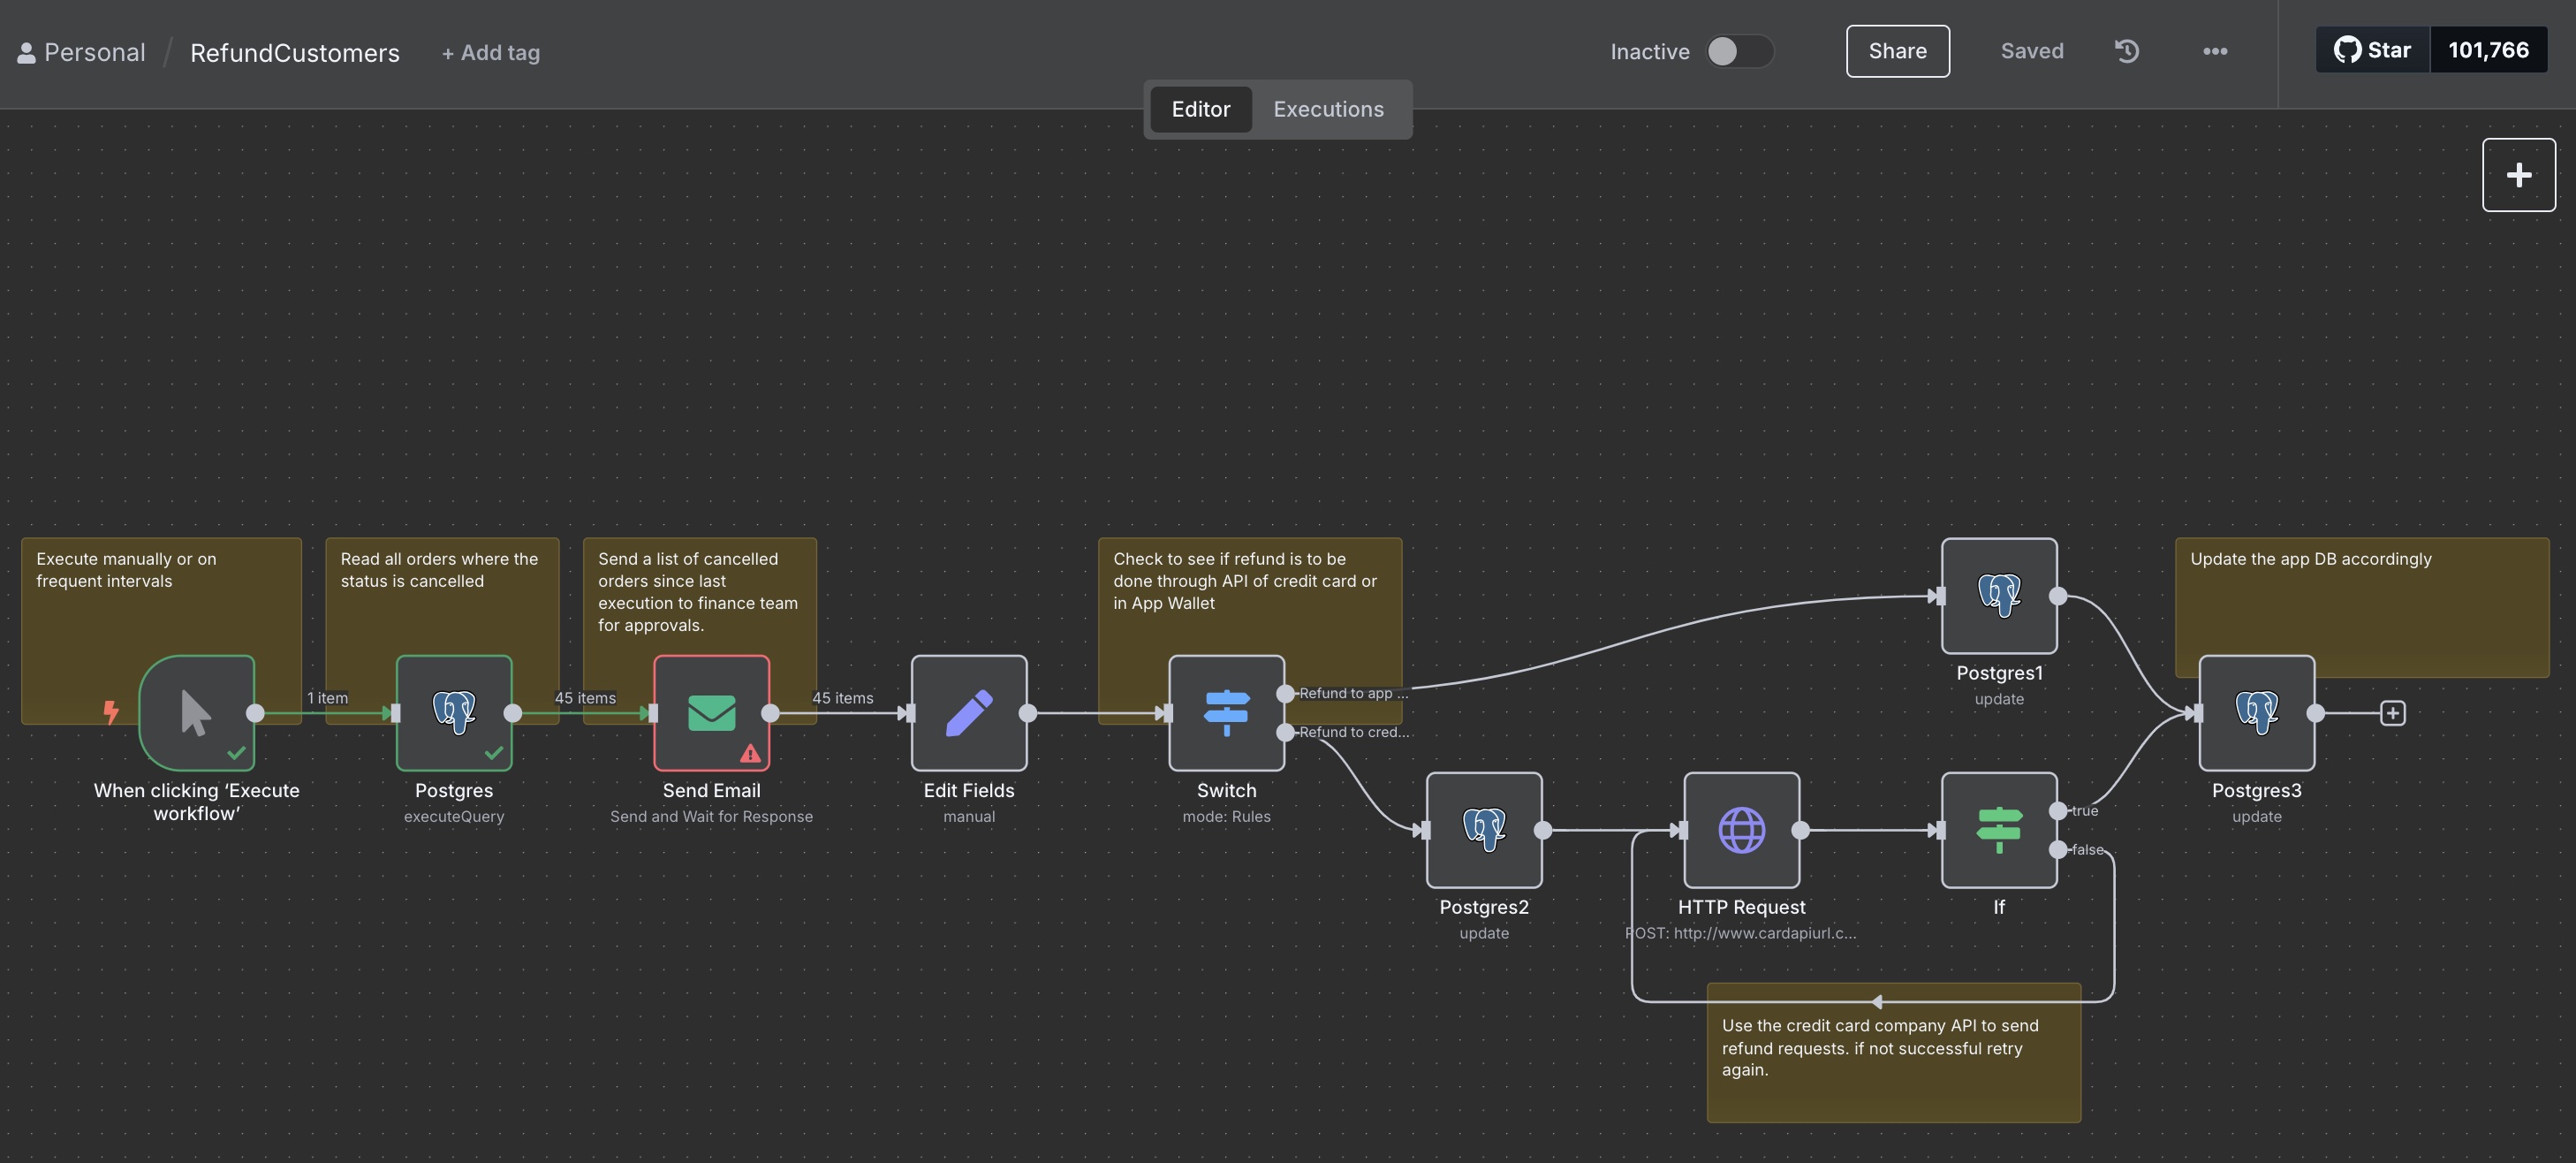 Personal / RefundCustomers + Add tag
Inactive
Share
Saved
Star 101,766
Editor Executions
Execute manually or on
frequent intervals
Read all orders where the
status is cancelled
Send a list of cancelled
orders since last
execution to finance team
for approvals.
Check to see if refund is to be
done through API of credit card or
in App Wallet
Update the app DB accordingly
1 item
45 items
45 items
Refund to app ...
Refund to cred...
When clicking ‘Execute
workflow’
Postgres
executeQuery
Send Email
Send and Wait for Response
Edit Fields
manual
Switch
mode: Rules
Postgres1
update
Postgres2
update
HTTP Request
POST: http://www.cardapiurl.c...
If
true
false
Postgres3
update
Use the credit card company API to send
refund requests. if not successful retry
again.